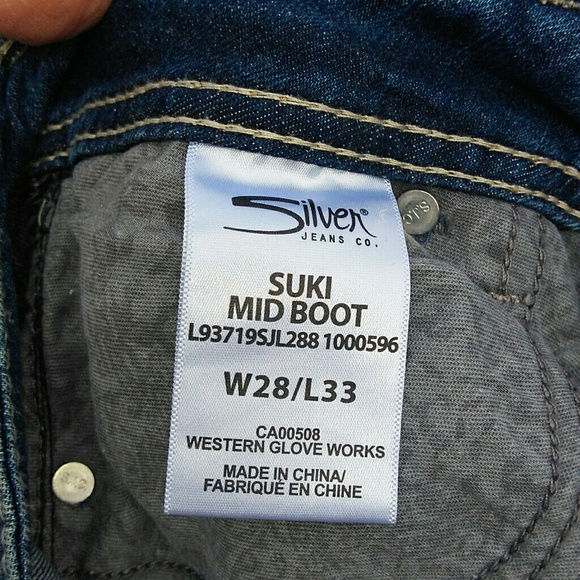 Silver®
JEANS CO.
SUKI
MID BOOT
L93719SJL288 1000596
W28/L33
CA00508
WESTERN GLOVE WORKS
MADE IN CHINA/
FABRIQUÉ EN CHINE